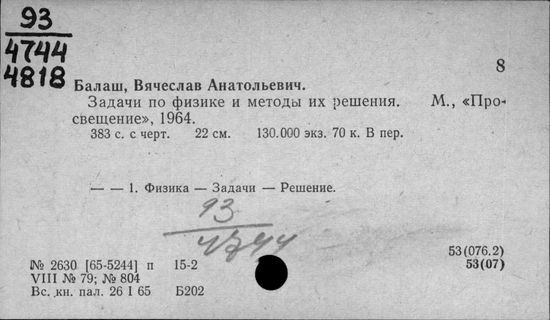 93
4744
4818
8
Балаш, Вячеслав Анатольевич.
Задачи по физике и методы их решения. М., «Про-
свещение», 1964.
383 с. с черт. 22 см. 130.000 экз. 70 к. В пер.
— — 1. Физика — Задачи — Решение.
93
4744
53(076.2)
№ 2630 [65-5244] п 15-2 53(07)
VIII № 79; № 804
Вс. кн. пал. 26 I 65 Б202